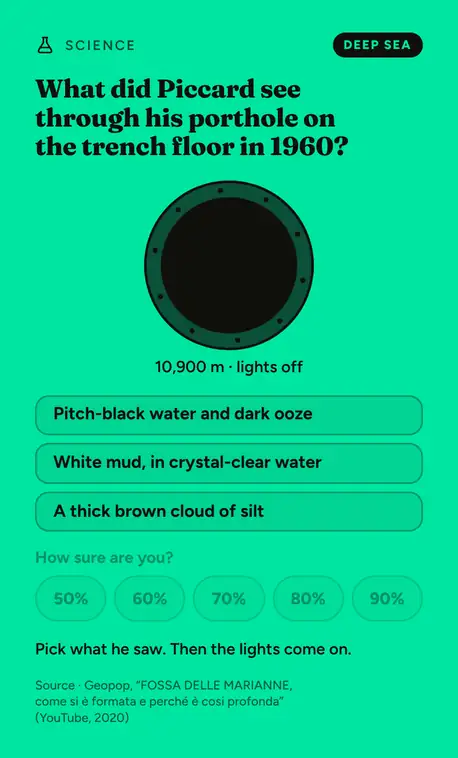 SCIENCE
DEEP SEA
What did Piccard see
through his porthole on
the trench floor in 1960?
10,900 m · lights off
Pitch-black water and dark ooze
White mud, in crystal-clear water
A thick brown cloud of silt
How sure are you?
50% 60% 70% 80% 90%
Pick what he saw. Then the lights come on.
Source · Geopop, “FOSSA DELLE MARIANNE,
come si è formata e perché è così profonda”
(YouTube, 2020)